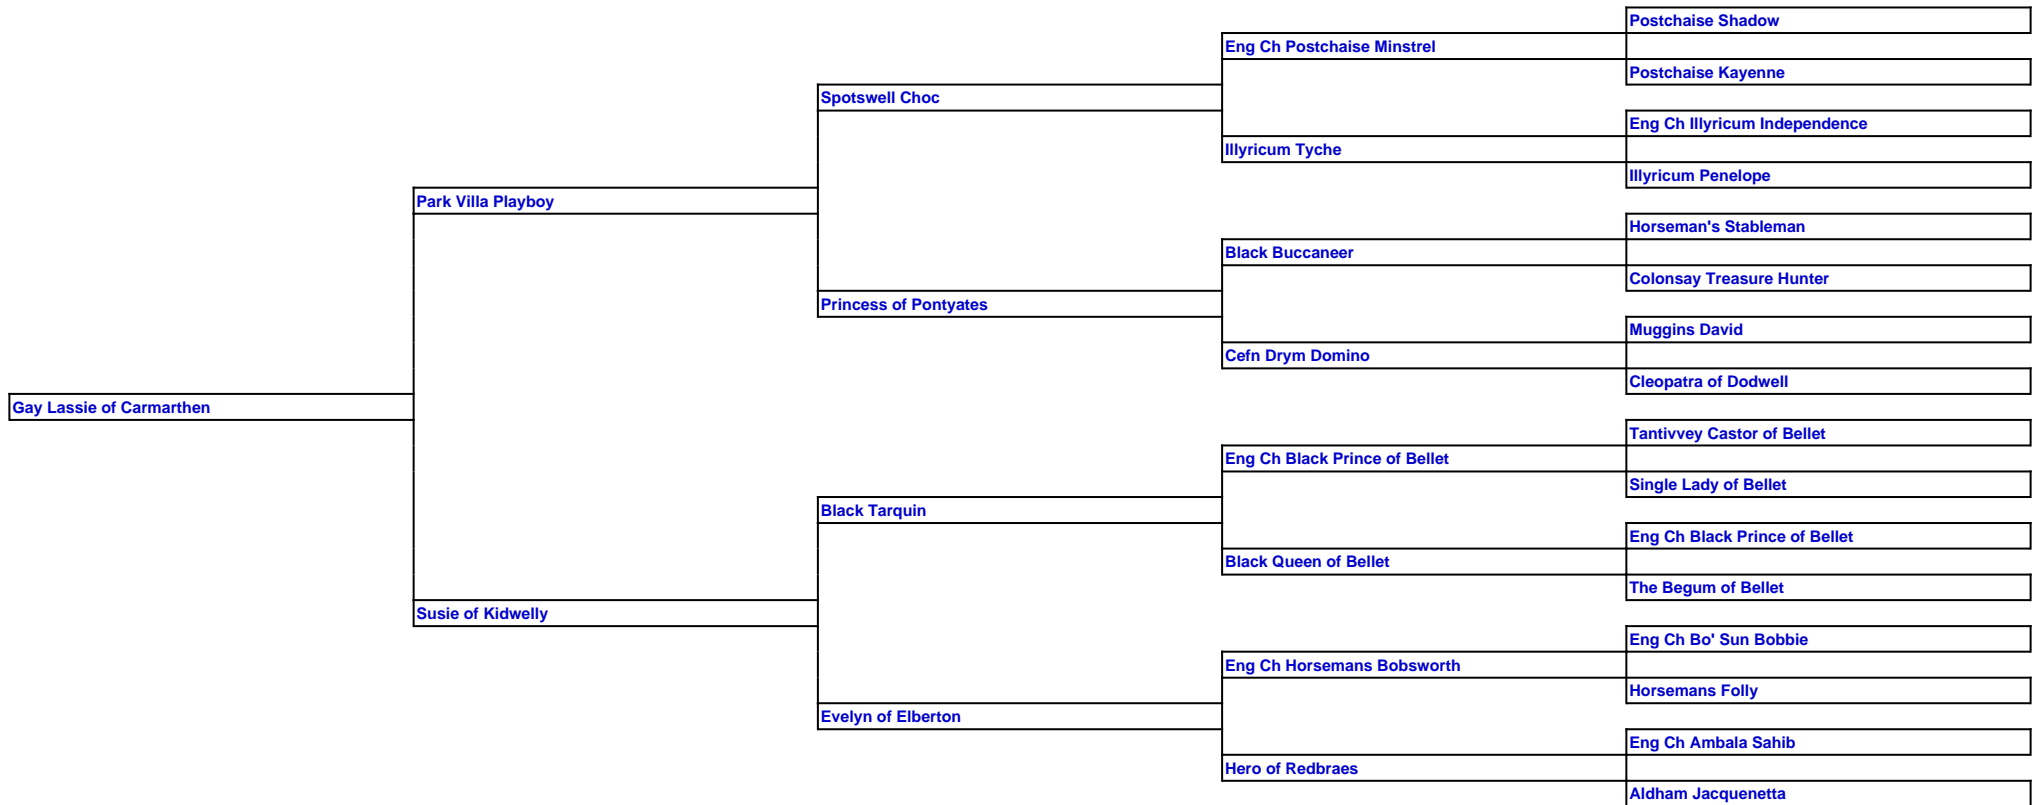 Postchaise Shadow
Eng Ch Postchaise Minstrel
Postchaise Kayenne
Spotswell Choc
Eng Ch Illyricum Independence
Illyricum Tyche
Illyricum Penelope
Park Villa Playboy
Horseman's Stableman
Black Buccaneer
Colonsay Treasure Hunter
Princess of Pontyates
Muggins David
Cefn Drym Domino
Cleopatra of Dodwell
Gay Lassie of Carmarthen
Tantivvey Castor of Bellet
Eng Ch Black Prince of Bellet
Single Lady of Bellet
Black Tarquin
Eng Ch Black Prince of Bellet
Black Queen of Bellet
The Begum of Bellet
Susie of Kidwelly
Eng Ch Bo' Sun Bobbie
Eng Ch Horsemans Bobsworth
Horsemans Folly
Evelyn of Elberton
Eng Ch Ambala Sahib
Hero of Redbraes
Aldham Jacquenetta